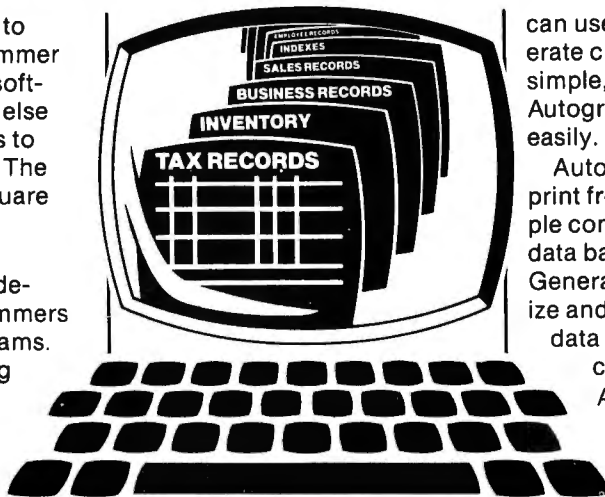 to
mmer
soft-
else
s to
The
uare
de-
mmers
ams.
g
EMPLOYEE RECORDS
INDEXES
SALES RECORDS
BUSINESS RECORDS
INVENTORY
TAX RECORDS
can use
erate c
simple,
Autogr
easily.
Auto
print fr
ple con
data ba
Genera
ize and
data
c
A